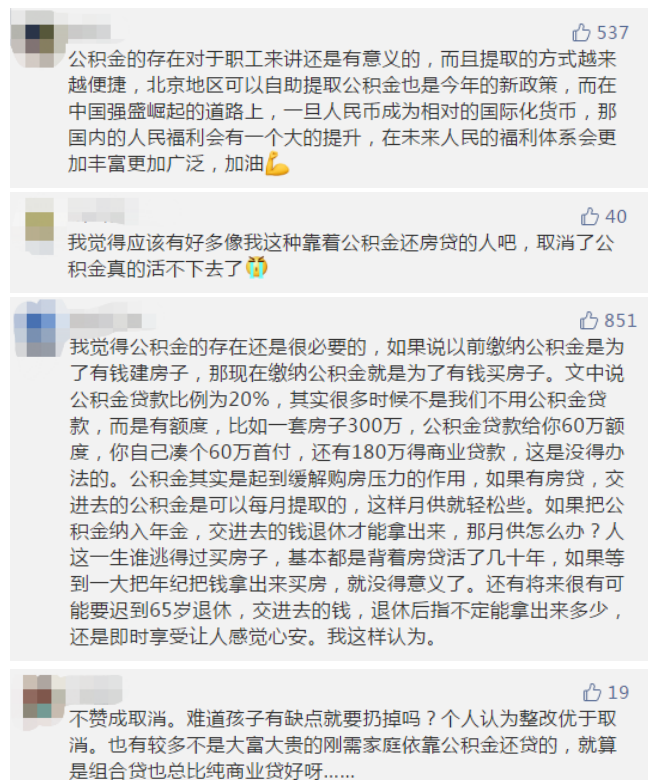 537
公积金的存在对于职工来讲还是有意义的，而且提取的方式越来
越便捷，北京地区可以自助提取公积金也是今年的新政策，而在
中国强盛崛起的道路上，一旦人民币成为相对的国际化货币，那
国内的人民福利会有一个大的提升，在未来人民的福利体系会更
加丰富更加广泛，加油💪
40
我觉得应该有好多像我这种靠着公积金还房贷的人吧，取消了公
积金真的活不下去了😭
851
我觉得公积金的存在还是很必要的，如果说以前缴纳公积金是为
了有钱建房子，那现在缴纳公积金就是为了有钱买房子。文中说
公积金贷款比例为20%，其实很多时候不是我们不用公积金贷
款，而是有额度，比如一套房子300万，公积金贷款给你60万额
度，你自己凑个60万首付，还有180万得商业贷款，这是没得办
法的。公积金其实是起到缓解购房压力的作用，如果有房贷，交
进去的公积金是可以每月提取的，这样月供就轻松些。如果把公
积金纳入年金，交进去的钱退休才能拿出来，那月供怎么办？人
这一生谁逃得过买房子，基本都是背着房贷活了几十年，如果等
到一大把年纪把钱拿出来买房，就没得意义了。还有将来很有可
能要迟到65岁退休，交进去的钱，退休后指不定能拿出来多少，
还是即时享受让人感觉心安。我这样认为。
19
不赞成取消。难道孩子有缺点就要扔掉吗？个人认为整改优于取
消。也有较多不是大富大贵的刚需家庭依靠公积金还贷的，就算
是组合贷也总比纯商业贷好呀......